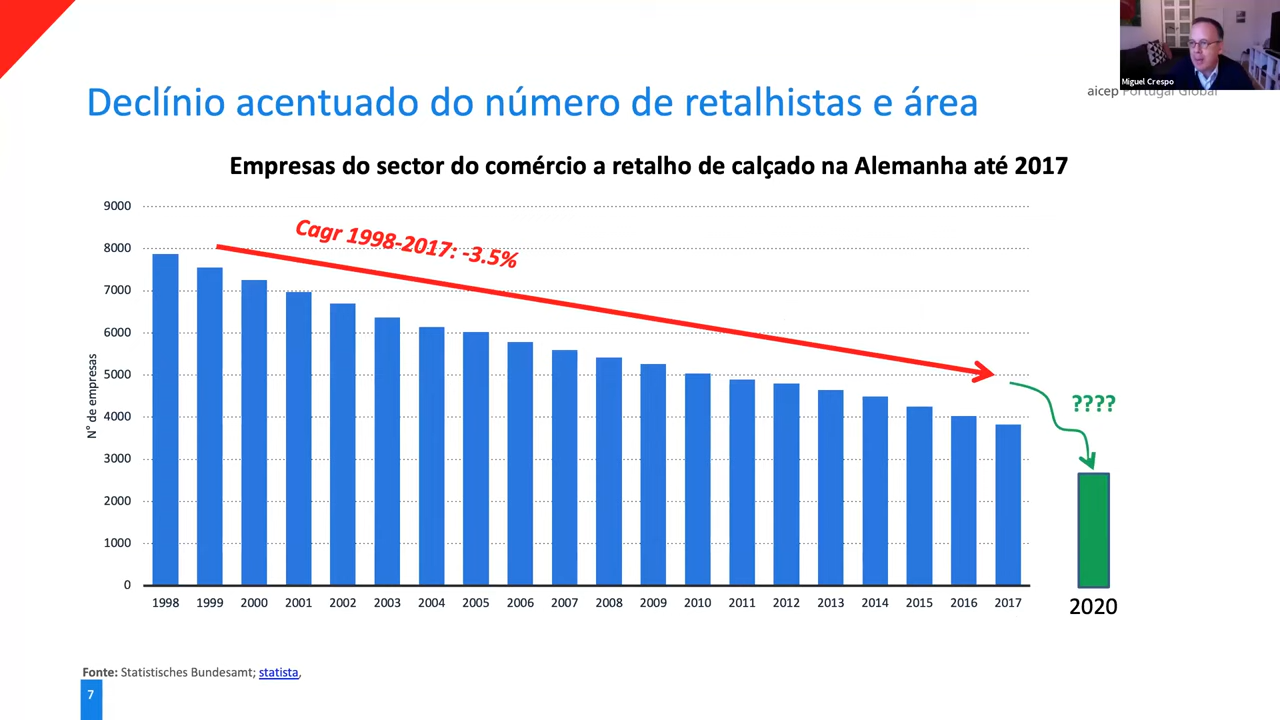 Miguel Crespo
aicep Portugal Global
Declínio acentuado do número de retalhistas e área
Empresas do sector do comércio a retalho de calçado na Alemanha até 2017
9000
8000
7000
6000
5000
4000
3000
2000
1000
0
N° de empresas
Cagr 1998-2017: -3.5%
????
1998 1999 2000 2001 2002 2003 2004 2005 2006 2007 2008 2009 2010 2011 2012 2013 2014 2015 2016 2017
2020
Fonte: Statistisches Bundesamt; statista,
7